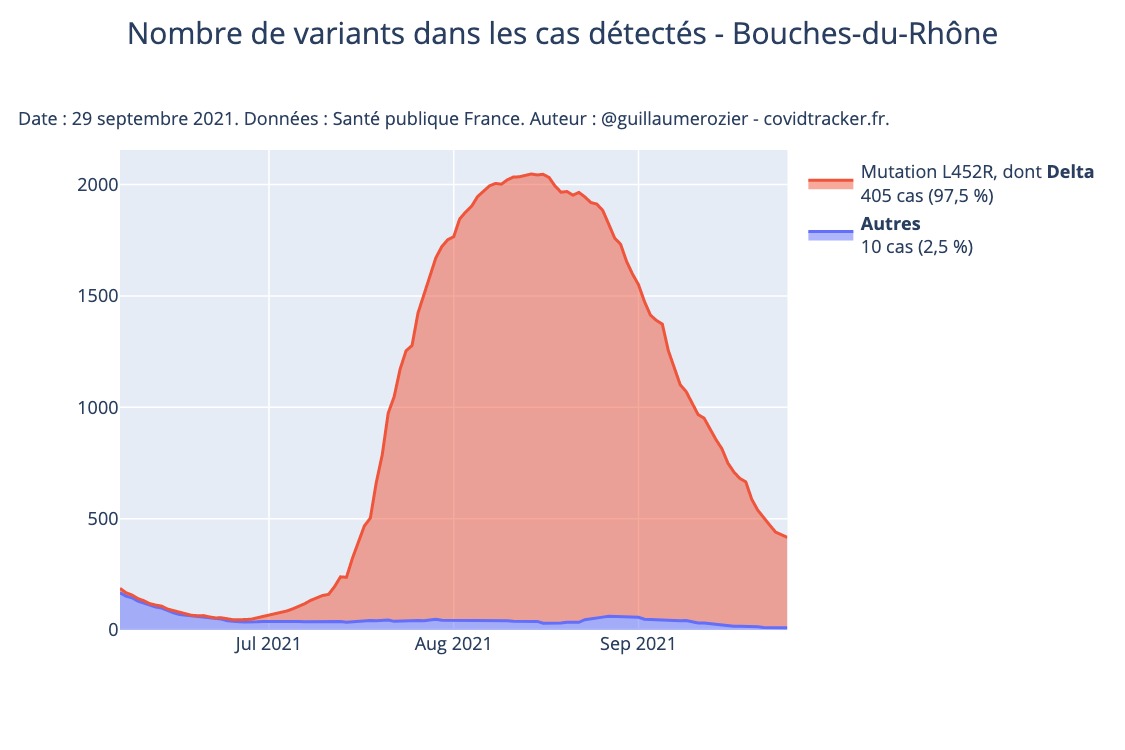 Nombre de variants dans les cas détectés - Bouches-du-Rhône
Date : 29 septembre 2021. Données : Santé publique France. Auteur : @guillaumerozier - covidtracker.fr.
Mutation L452R, dont Delta
405 cas (97,5 %)
Autres
10 cas (2,5 %)
2000
1500
1000
500
0
Jul 2021
Aug 2021
Sep 2021